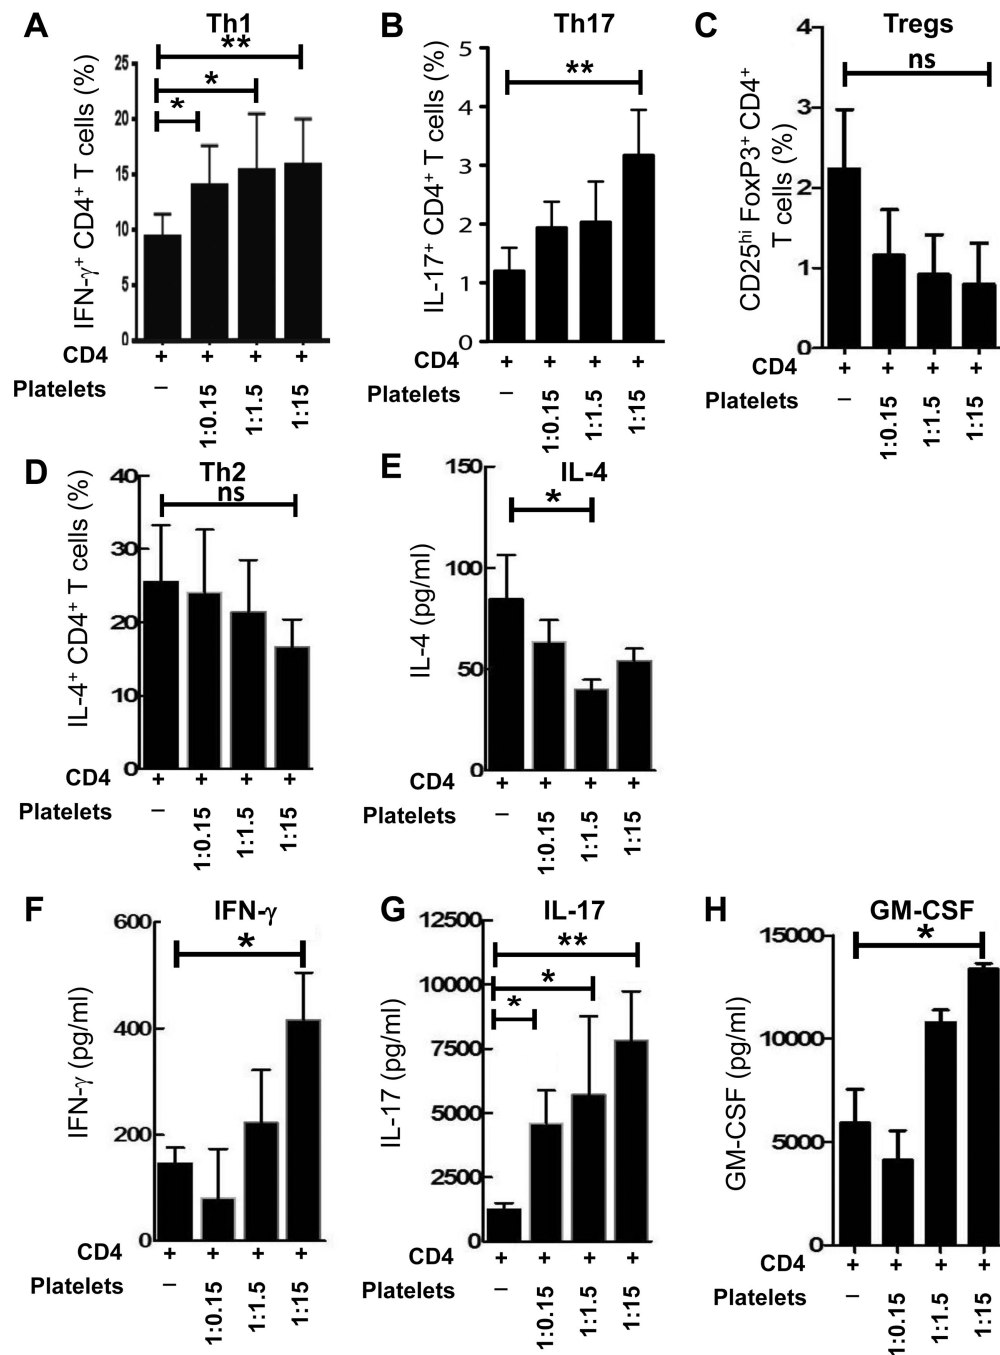 A
Th1
IFN-γ⁺ CD4⁺ T cells (%)
25
20
15
10
5
0
**
*
*
CD4 + + + +
Platelets – 1:0.15 1:1.5 1:15
B
Th17
IL-17⁺ CD4⁺ T cells (%)
5
4
3
2
1
0
**
CD4 + + + +
Platelets – 1:0.15 1:1.5 1:15
C
Tregs
CD25ʰⁱ FoxP3⁺ CD4⁺
T cells (%)
4
3
2
1
0
ns
CD4 + + + +
Platelets – 1:0.15 1:1.5 1:15
D
Th2
IL-4⁺ CD4⁺ T cells (%)
40
30
20
10
0
ns
CD4 + + + +
Platelets – 1:0.15 1:1.5 1:15
E
IL-4
IL-4 (pg/ml)
150
100
50
0
*
CD4 + + + +
Platelets – 1:0.15 1:1.5 1:15
F
IFN-γ
IFN-γ (pg/ml)
600
400
200
0
*
CD4 + + + +
Platelets – 1:0.15 1:1.5 1:15
G
IL-17
IL-17 (pg/ml)
12500
10000
7500
5000
2500
0
**
*
*
CD4 + + + +
Platelets – 1:0.15 1:1.5 1:15
H
GM-CSF
GM-CSF (pg/ml)
15000
10000
5000
0
*
CD4 + + + +
Platelets – 1:0.15 1:1.5 1:15